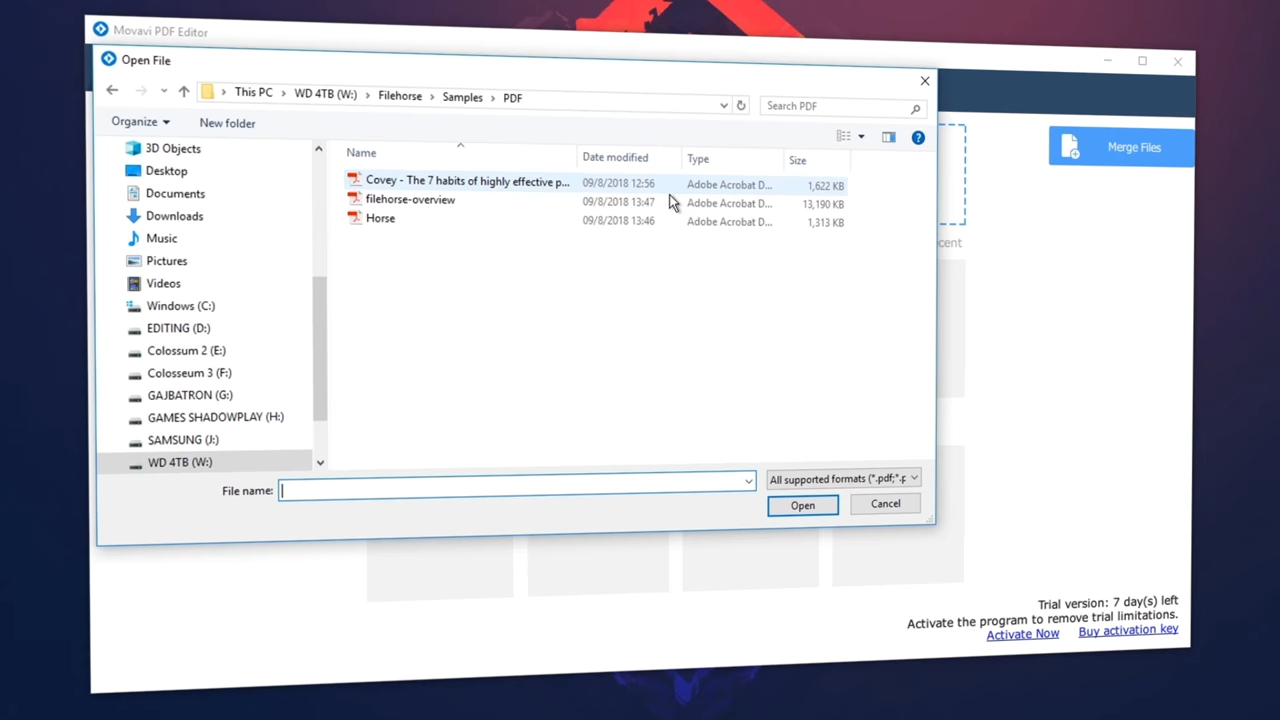 Movavi PDF Editor
Open File
This PC > WD 4TB (W:) > Filehorse > Samples > PDF
Search PDF
Organize
New folder
Name
Date modified
Type
Size
3D Objects
Desktop
Documents
Downloads
Music
Pictures
Videos
Windows (C:)
EDITING (D:)
Colossum 2 (E:)
Colosseum 3 (F:)
GAJBATRON (G:)
GAMES SHADOWPLAY (H:)
SAMSUNG (J:)
WD 4TB (W:)
Covey - The 7 habits of highly effective p... 09/8/2018 12:56 Adobe Acrobat D... 1,622 KB
filehorse-overview 09/8/2018 13:47 Adobe Acrobat D... 13,190 KB
Horse 09/8/2018 13:46 Adobe Acrobat D... 1,313 KB
File name:
All supported formats (*.pdf;*.p
Open
Cancel
Merge Files
cent
Trial version: 7 day(s) left
Activate the program to remove trial limitations.
Activate Now Buy activation key